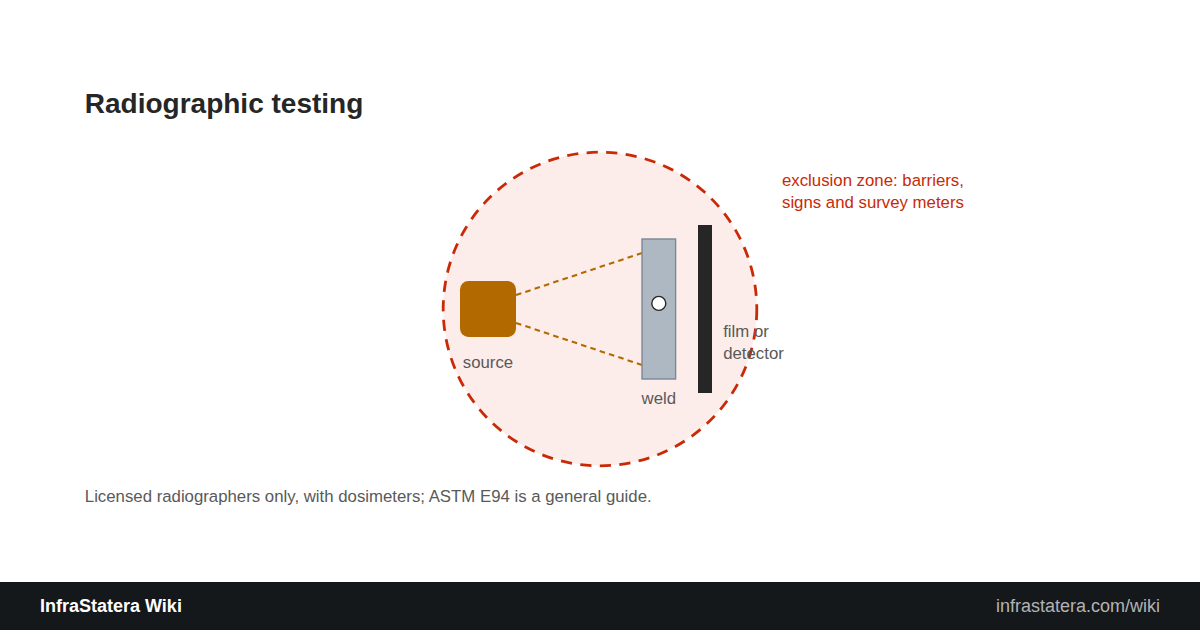 Radiographic testing
exclusion zone: barriers,
signs and survey meters
film or
detector
source
weld
Licensed radiographers only, with dosimeters; ASTM E94 is a general guide.
InfraStatera Wiki
infrastatera.com/wiki